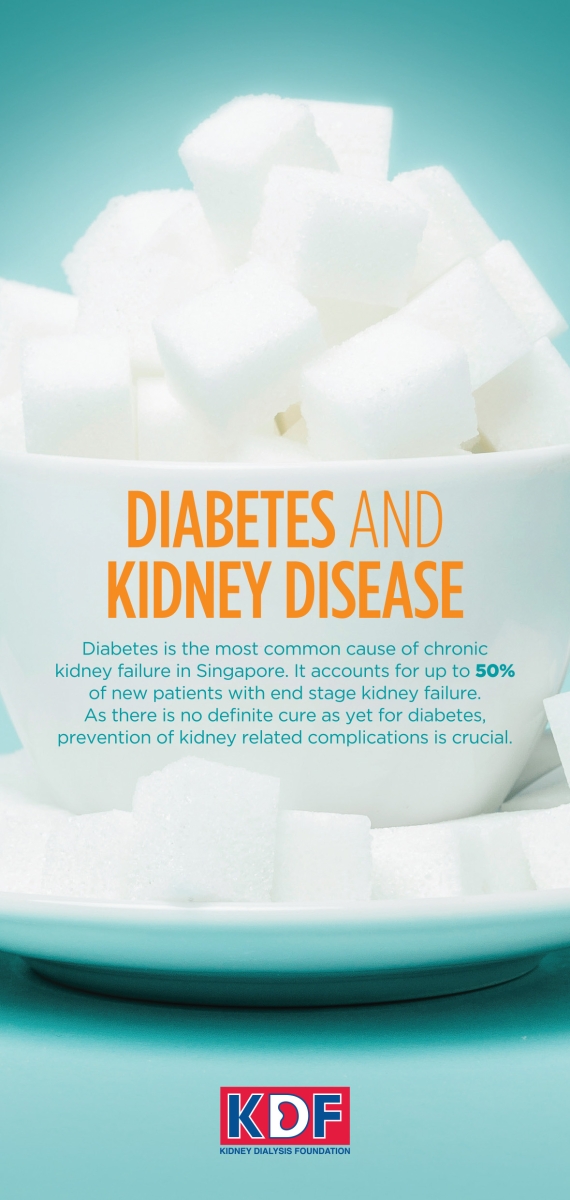 DIABETES AND
KIDNEY DISEASE
Diabetes is the most common cause of chronic
kidney failure in Singapore. It accounts for up to 50%
of new patients with end stage kidney failure.
As there is no definite cure as yet for diabetes,
prevention of kidney related complications is crucial.
KDF
KIDNEY DIALYSIS FOUNDATION